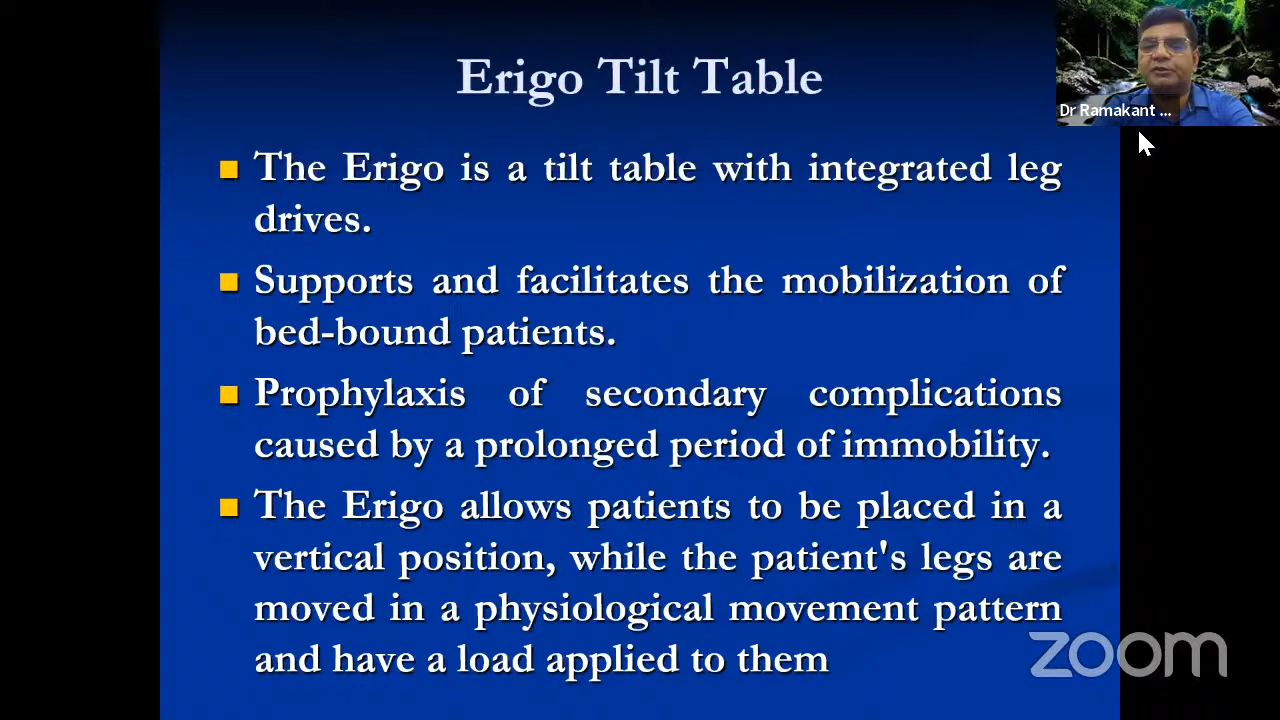 Erigo Tilt Table
Dr Ramakant ...
The Erigo is a tilt table with integrated leg
drives.
Supports and facilitates the mobilization of
bed-bound patients.
Prophylaxis of secondary complications
caused by a prolonged period of immobility.
The Erigo allows patients to be placed in a
vertical position, while the patient's legs are
moved in a physiological movement pattern
and have a load applied to them
zoom